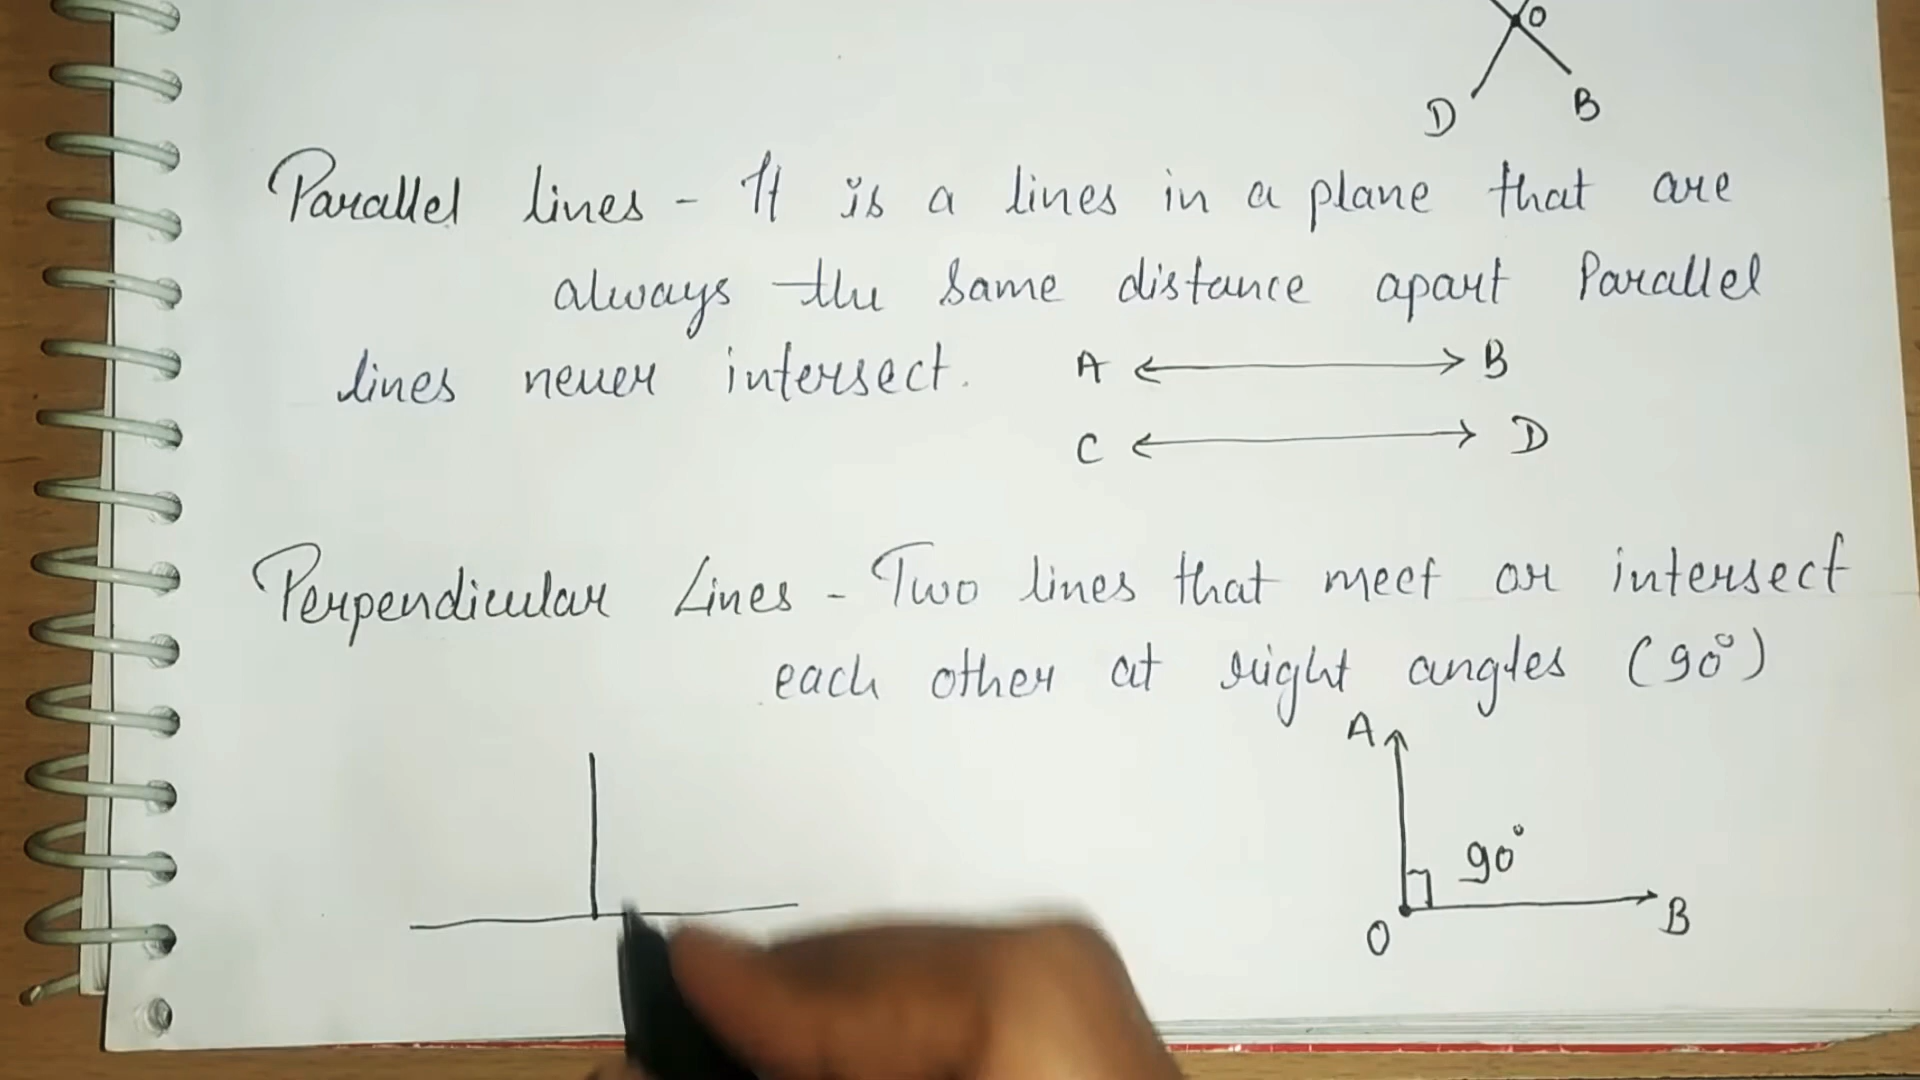 O
D B
Parallel lines - It is a lines in a plane that are
always the same distance apart Parallel
lines never intersect. A B
C D
Perpendicular Lines - Two lines that meet or intersect
each other at right angles (90°)
A
90°
O B